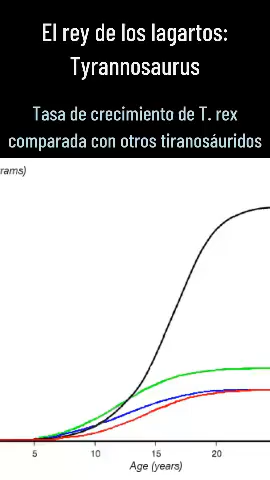 El rey de los lagartos:
Tyrannosaurus
Tasa de crecimiento de T. rex
comparada con otros tiranosáuridos
rams)
5 10 15 20
Age (years)